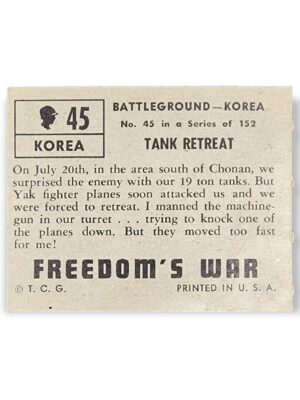 45
KOREA
BATTLEGROUND—KOREA
No. 45 in a Series of 152
TANK RETREAT
On July 20th, in the area south of Chonan, we
surprised the enemy with our 19 ton tanks. But
Yak fighter planes soon attacked us and we
were forced to retreat. I manned the machine-
gun in our turret . . . trying to knock one of
the planes down. But they moved too fast
for me!
FREEDOM'S WAR
© T. C. G.
PRINTED IN U. S. A.